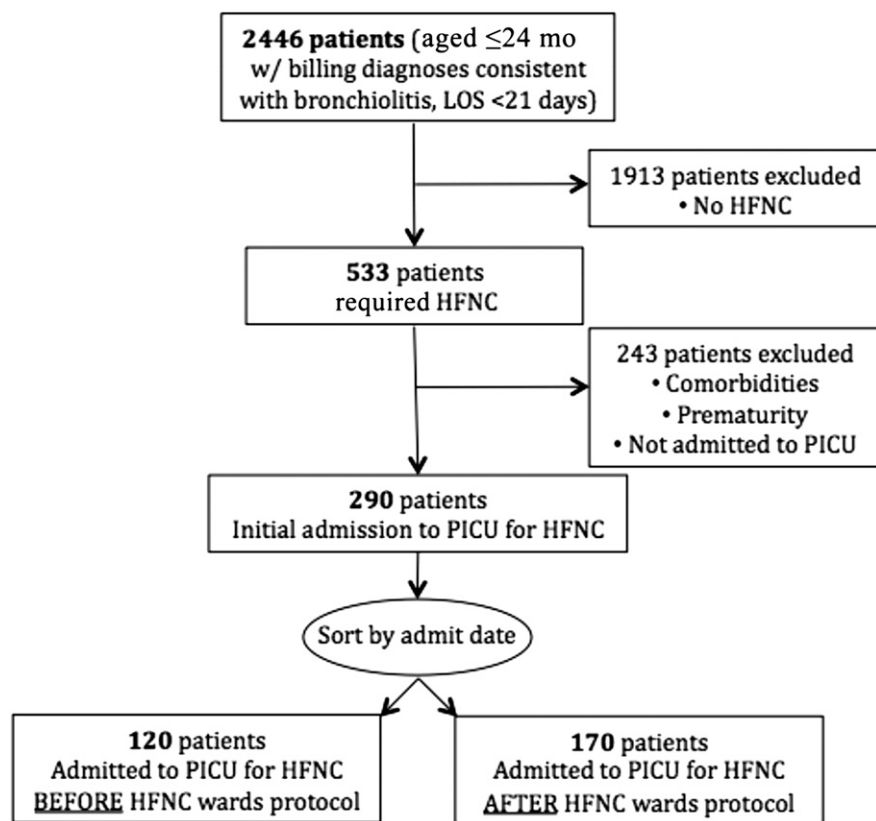 2446 patients (aged ≤24 mo
w/ billing diagnoses consistent
with bronchiolitis, LOS <21 days)
1913 patients excluded
• No HFNC
533 patients
required HFNC
243 patients excluded
• Comorbidities
• Prematurity
• Not admitted to PICU
290 patients
Initial admission to PICU for HFNC
Sort by admit date
120 patients
Admitted to PICU for HFNC
BEFORE HFNC wards protocol
170 patients
Admitted to PICU for HFNC
AFTER HFNC wards protocol